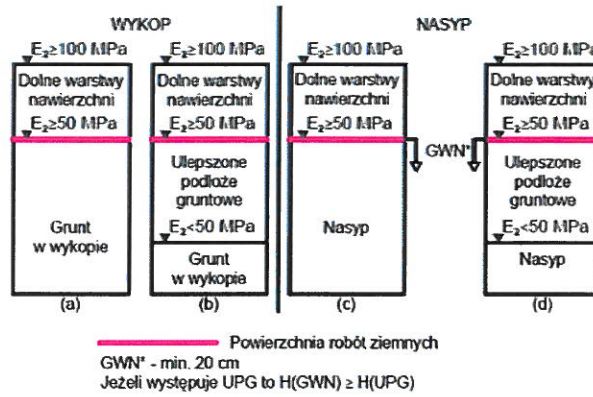 WYKOP NASYP
E₂≥100 MPa E₂≥100 MPa E₂≥100 MPa E₂≥100 MPa
Dolne warstwy Dolne warstwy Dolne warstwy Dolne warstwy
nawierzchni nawierzchni nawierzchni nawierzchni
E₂≥50 MPa E₂≥50 MPa E₂≥50 MPa E₂≥50 MPa
GWN*
Ulepszone Ulepszone
podłoże podłoże
gruntowe gruntowe
Grunt
w wykopie
Nasyp
E₂<50 MPa E₂<50 MPa
Grunt
w wykopie
Nasyp
(a) (b) (c) (d)
Powierzchnia robót ziemnych
GWN* - min. 20 cm
Jeżeli występuje UPG to H(GWN) ≥ H(UPG)